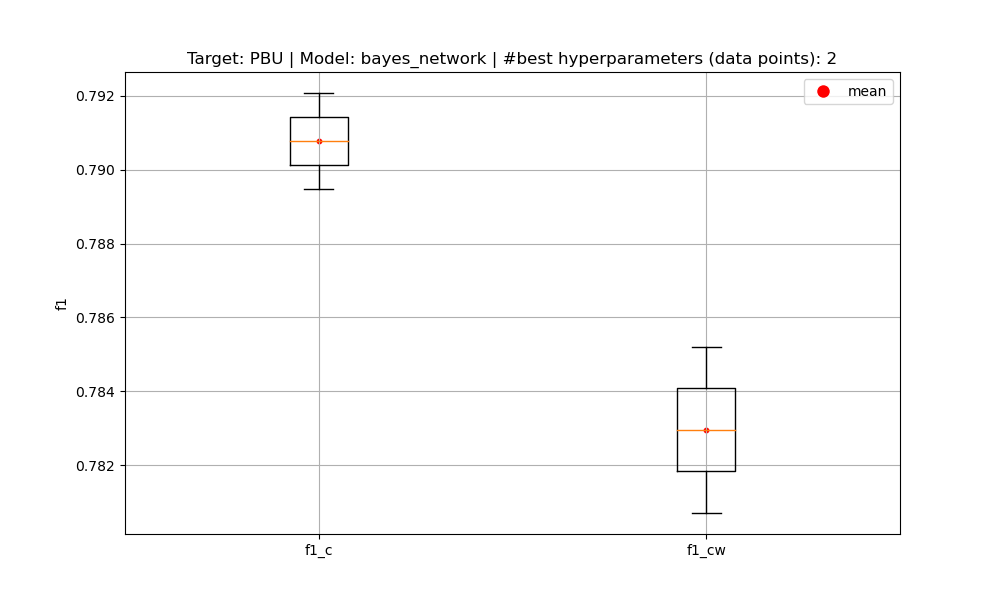 Target: PBU | Model: bayes_network | #best hyperparameters (data points): 2
mean
0.792
0.790
0.788
0.786
0.784
0.782
f1
f1_c
f1_cw